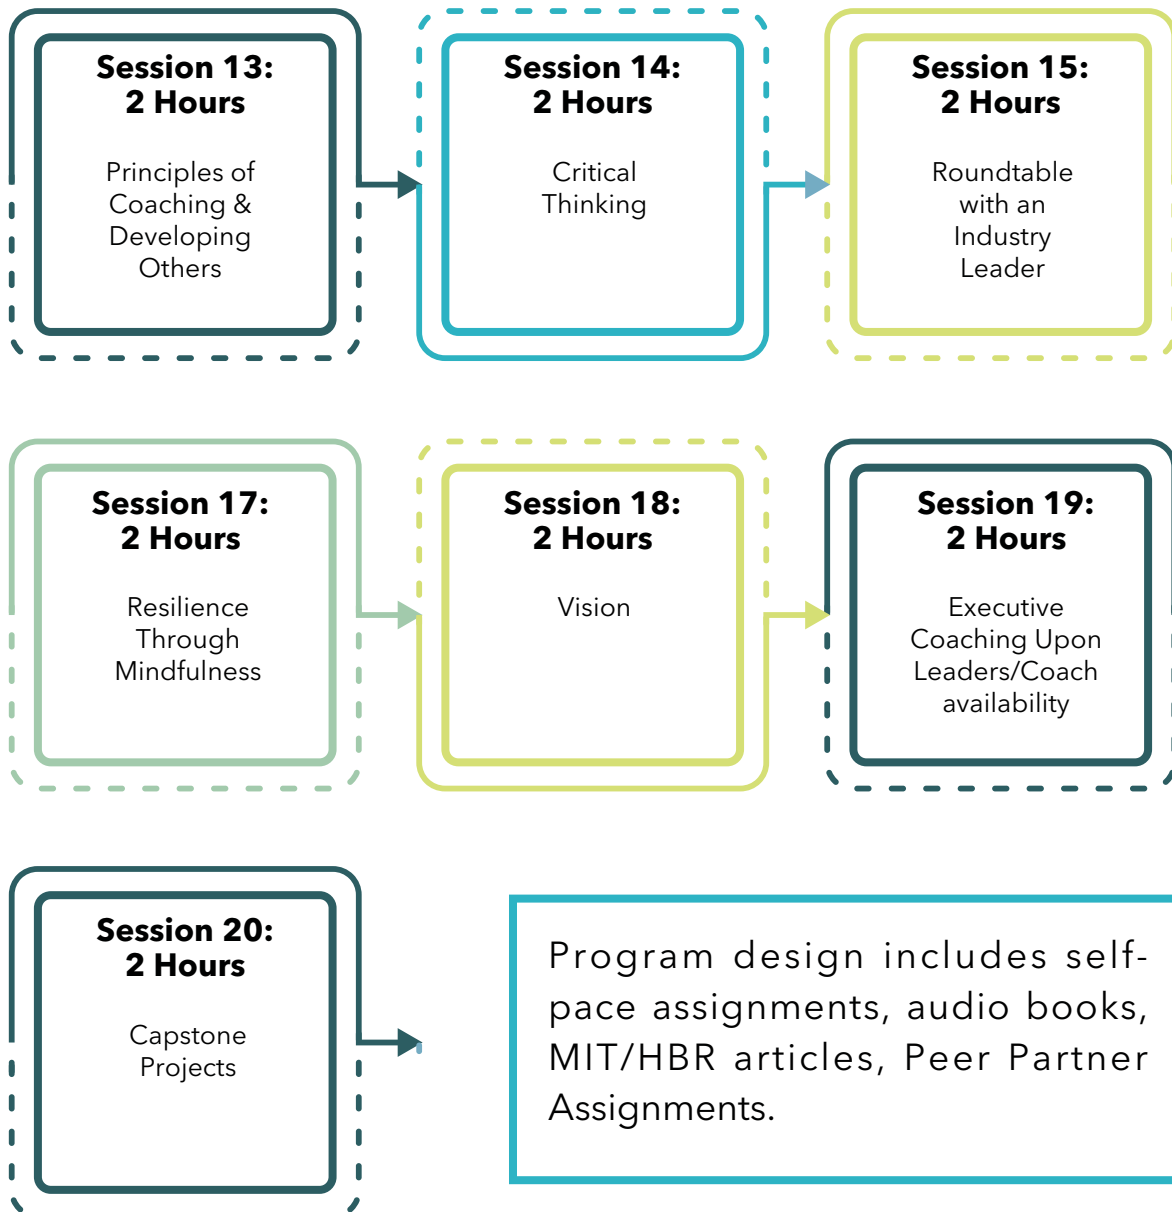 Session 13:
2 Hours
Principles of
Coaching &
Developing
Others
Session 14:
2 Hours
Critical
Thinking
Session 15:
2 Hours
Roundtable
with an
Industry
Leader
Session 17:
2 Hours
Resilience
Through
Mindfulness
Session 18:
2 Hours
Vision
Session 19:
2 Hours
Executive
Coaching Upon
Leaders/Coach
availability
Session 20:
2 Hours
Capstone
Projects
Program design includes self-
pace assignments, audio books,
MIT/HBR articles, Peer Partner
Assignments.